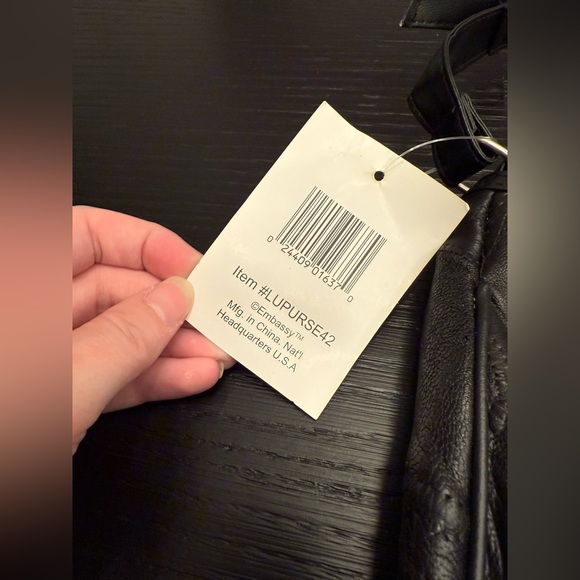 0 24409 01637 0
Item #LUPURSE42
©Embassy™
Mfg. in China, Nat'l
Headquarters U.S.A